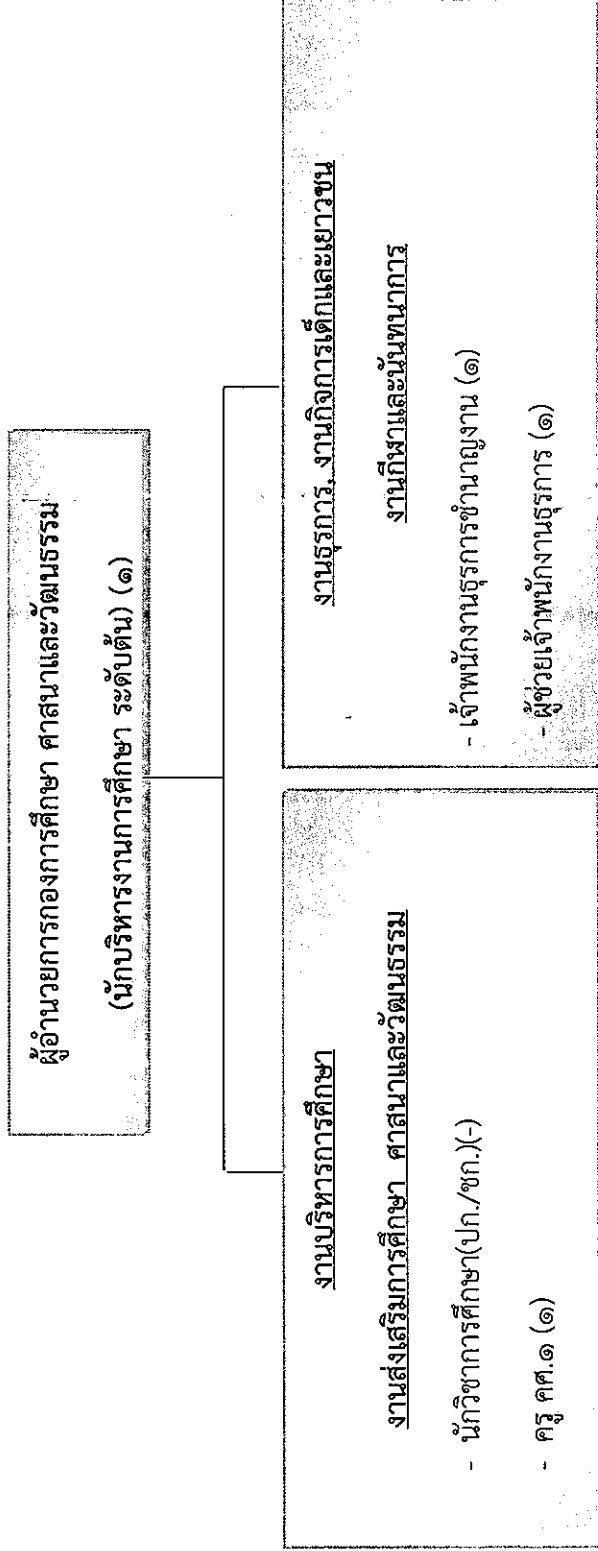 ผู้อำนวยการกองการศึกษา ศาสนาและวัฒนธรรม
(นักบริหารงานการศึกษา ระดับต้น) (๑)
งานบริหารการศึกษา
งานส่งเสริมการศึกษา ศาสนาและวัฒนธรรม
- นักวิชาการศึกษา(ปก./ชก.)(-)
- ครู คศ.๑ (๑)
งานธุรการ, งานกิจการเด็กและเยาวชน
งานกีฬาและนันทนาการ
- เจ้าพนักงานธุรการชำนาญงาน (๑)
- ผู้ช่วยเจ้าพนักงานธุรการ (๑)